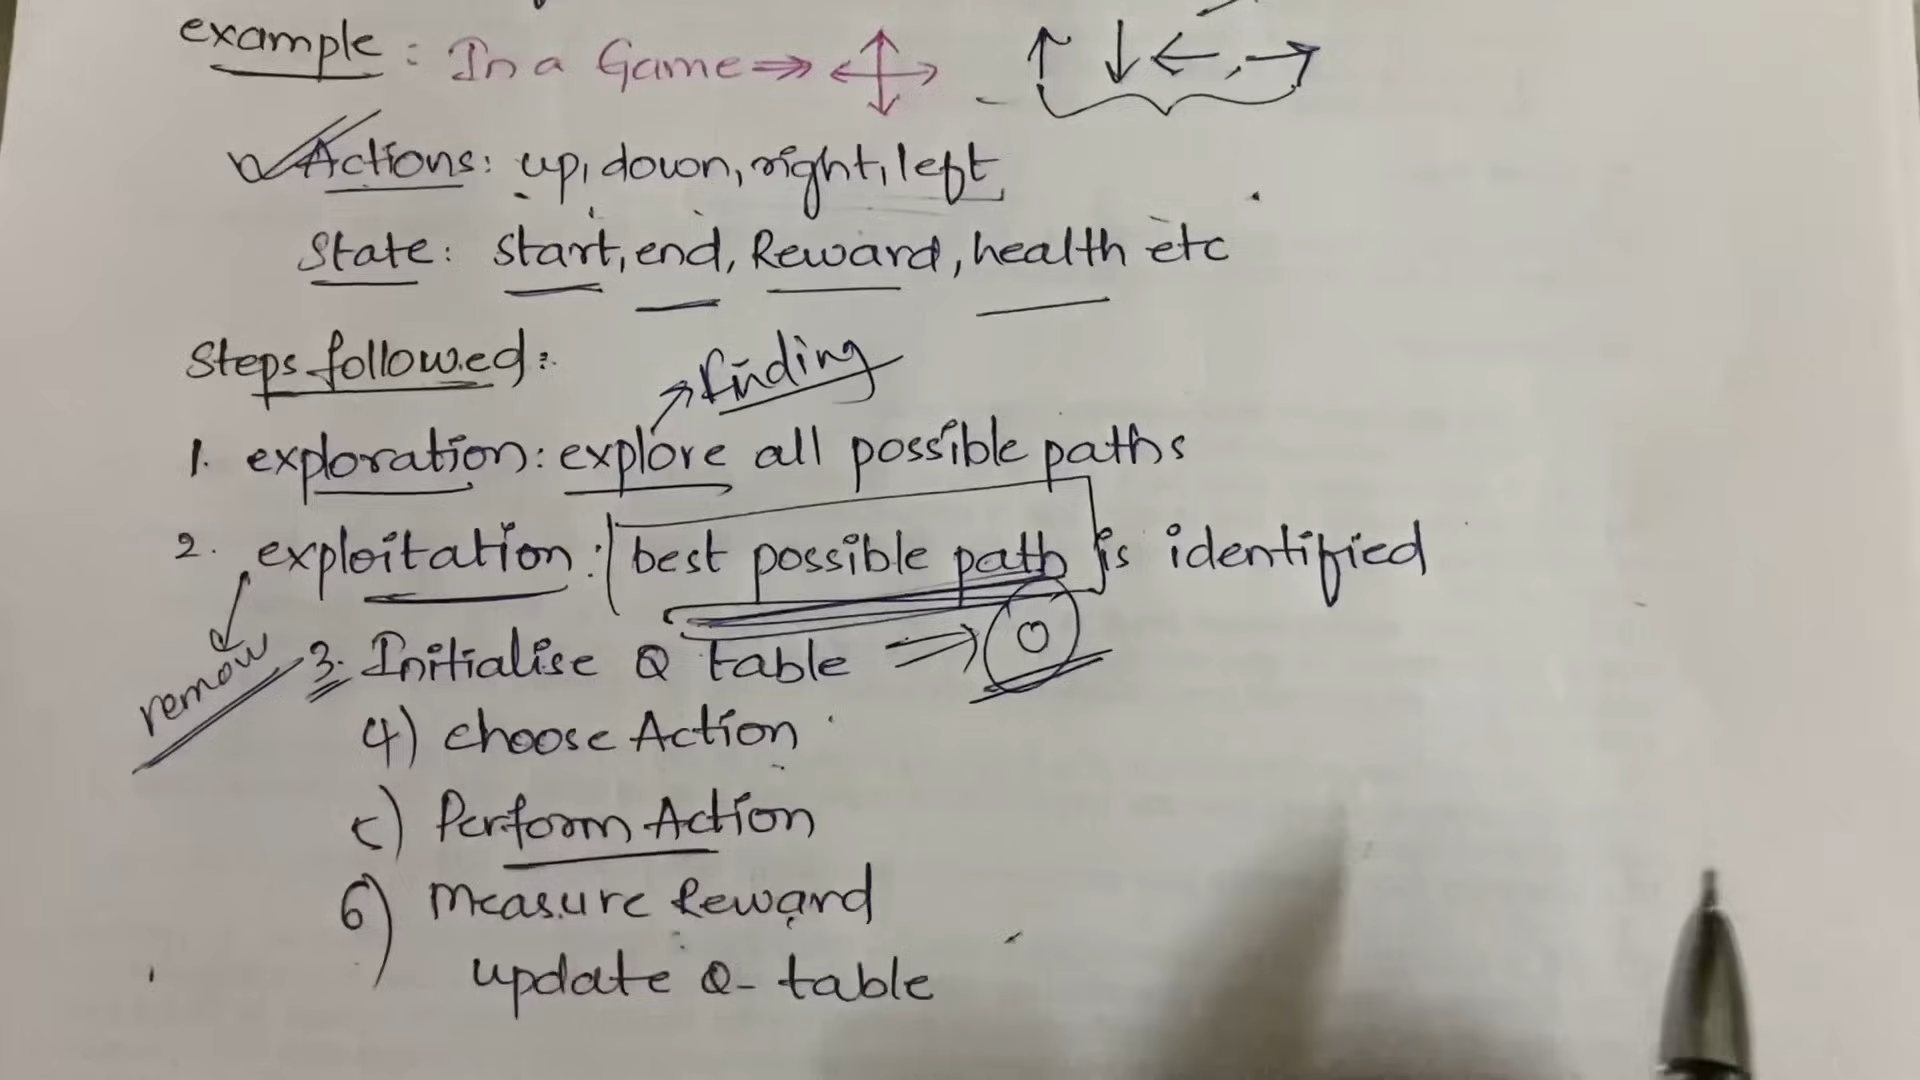 example: In a Game ⇒
Actions: up, down, right, left
State: start, end, Reward, health etc
Steps followed:
finding
1. exploration: explore all possible paths
2. exploitation: best possible path is identified
remow
3. Initialise Q table ⇒ 0
4) choose Action
5) Perform Action
6) Measure Reward
update Q- table